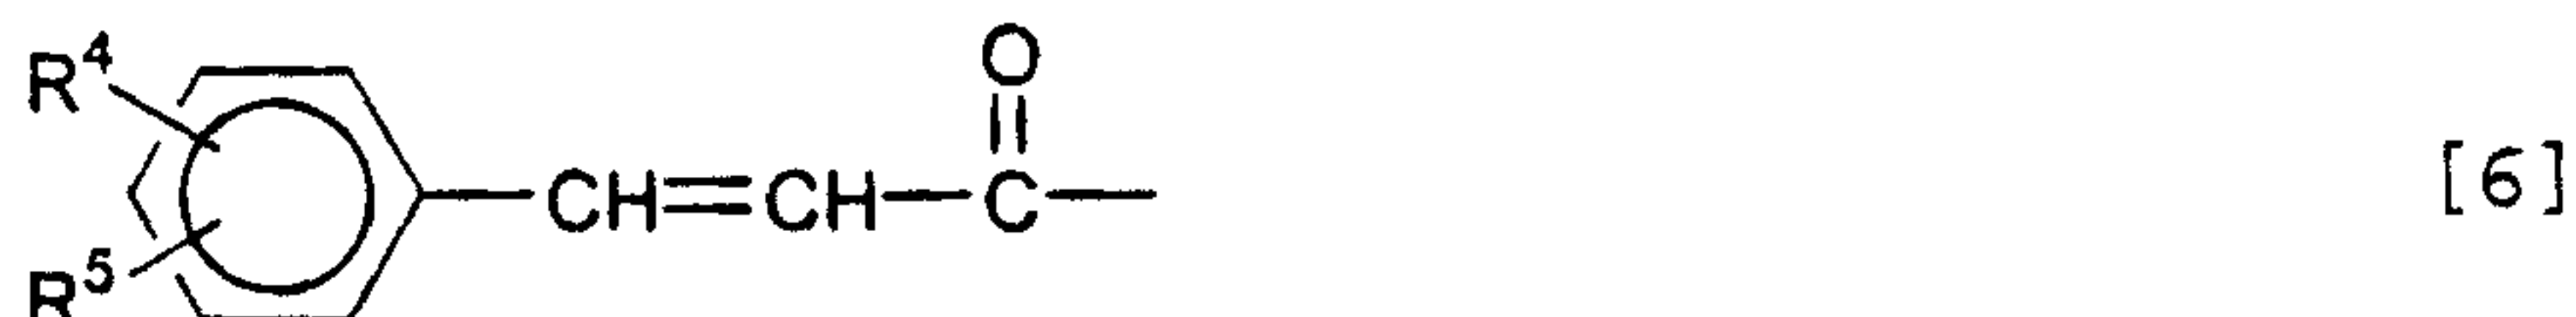 O
R⁴
CH=CH-C- [6]
R⁵